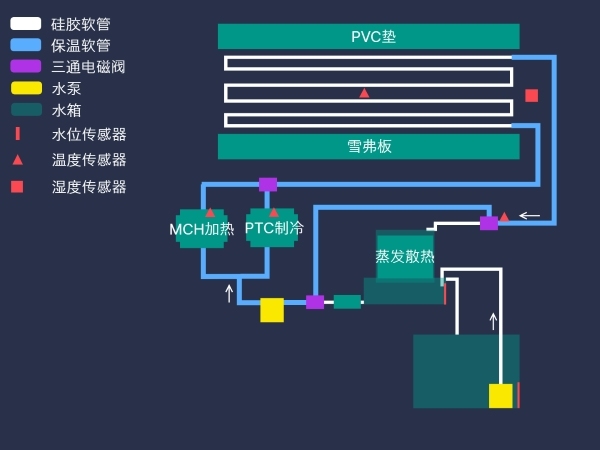 硅胶软管
保温软管
三通电磁阀
水泵
水箱
水位传感器
温度传感器
湿度传感器
PVC垫
雪弗板
MCH加热
PTC制冷
蒸发散热